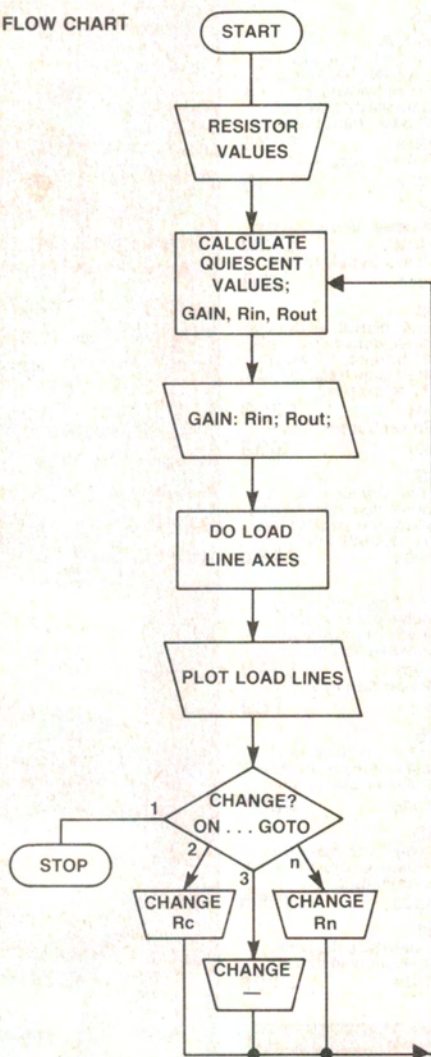 FLOW CHART
START
RESISTOR
VALUES
CALCULATE
QUIESCENT
VALUES;
GAIN, Rin, Rout
GAIN: Rin; Rout;
DO LOAD
LINE AXES
PLOT LOAD LINES
CHANGE?
ON . . . GOTO
1
2
3
n
STOP
CHANGE
Rc
CHANGE
Rn
CHANGE
—